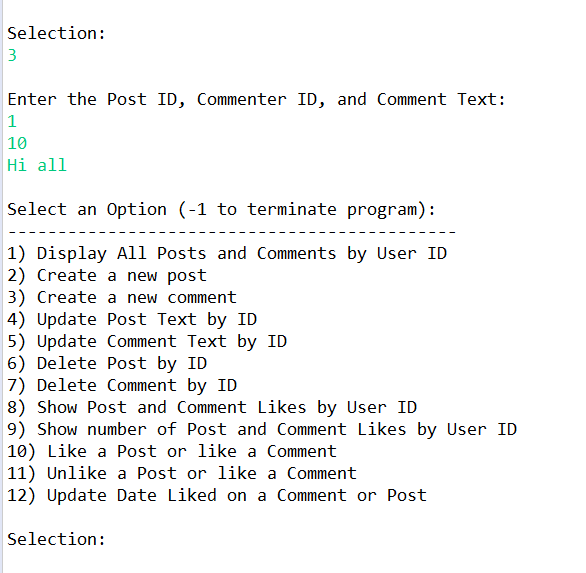 Selection:
3
Enter the Post ID, Commenter ID, and Comment Text:
1
10
Hi all
Select an Option (-1 to terminate program):
---------------------------------------------
1) Display All Posts and Comments by User ID
2) Create a new post
3) Create a new comment
4) Update Post Text by ID
5) Update Comment Text by ID
6) Delete Post by ID
7) Delete Comment by ID
8) Show Post and Comment Likes by User ID
9) Show number of Post and Comment Likes by User ID
10) Like a Post or like a Comment
11) Unlike a Post or like a Comment
12) Update Date Liked on a Comment or Post
Selection: